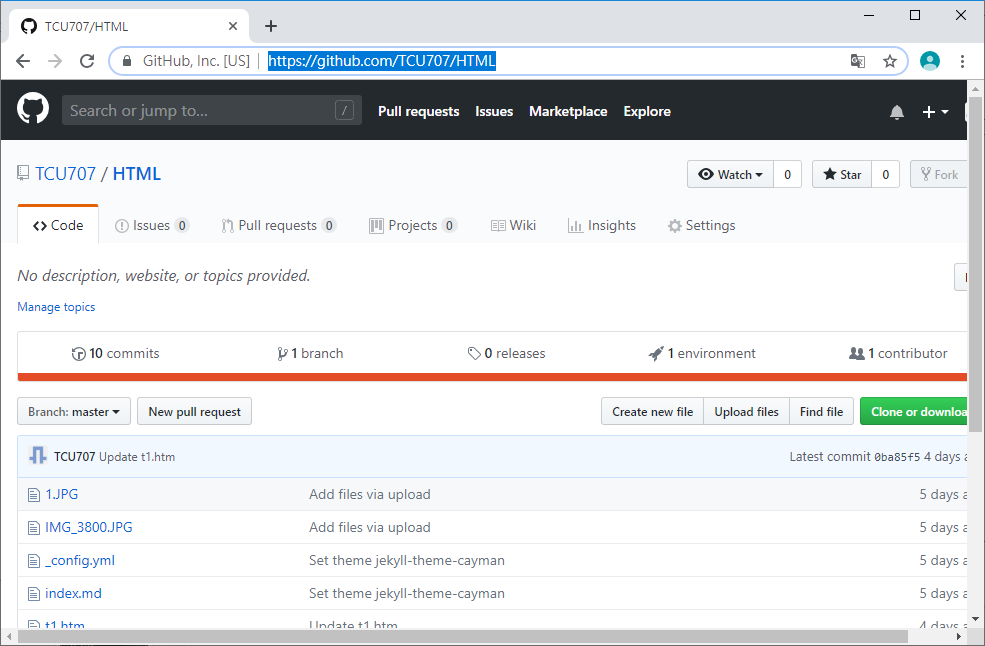 TCU707/HTML
GitHub, Inc. [US] https://github.com/TCU707/HTML
Search or jump to... / Pull requests Issues Marketplace Explore
TCU707 / HTML Watch 0 Star 0 Fork
Code Issues 0 Pull requests 0 Projects 0 Wiki Insights Settings
No description, website, or topics provided.
Manage topics
10 commits 1 branch 0 releases 1 environment 1 contributor
Branch: master New pull request Create new file Upload files Find file Clone or downloa
TCU707 Update t1.htm Latest commit 0ba85f5 4 days a
1.JPG Add files via upload 5 days a
IMG_3800.JPG Add files via upload 5 days a
_config.yml Set theme jekyll-theme-cayman 5 days a
index.md Set theme jekyll-theme-cayman 5 days a
t1.htm Update t1.htm 4 days a